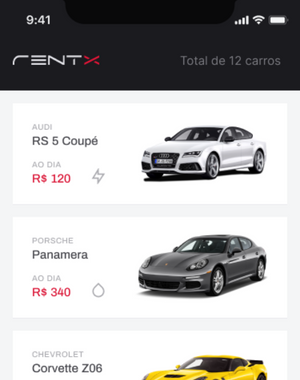 9:41
RENTX
Total de 12 carros
AUDI
RS 5 Coupé
AO DIA
R$ 120
PORSCHE
Panamera
AO DIA
R$ 340
CHEVROLET
Corvette Z06